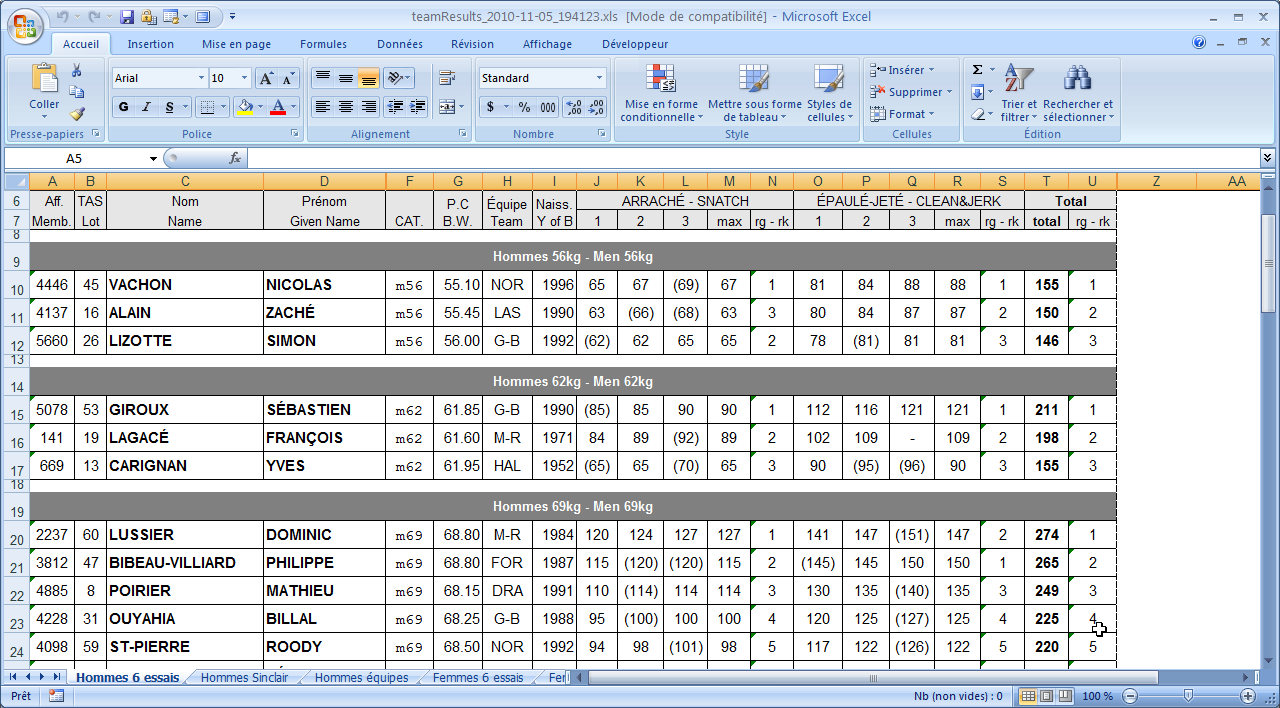 teamResults_2010-11-05_194123.xls [Mode de compatibilité] - Microsoft Excel
Accueil Insertion Mise en page Formules Données Révision Affichage Développeur
Coller
Presse-papiers
Arial 10
G I S A A
Police
Alignement
Standard
$ % 000
Nombre
Mise en forme conditionnelle
Mettre sous forme de tableau
Styles de cellules
Style
Insérer
Supprimer
Format
Cellules
Σ
Trier et filtrer
Rechercher et sélectionner
Édition
A5 fx
A B C D F G H I J K L M N O P Q R S T U Z AA
6 Aff. TAS Nom Prénom P.C Équipe Naiss. ARRACHÉ - SNATCH ÉPAULÉ-JETÉ - CLEAN&JERK Total
7 Memb. Lot Name Given Name CAT. B.W. Team Y of B 1 2 3 max rg - rk 1 2 3 max rg - rk total rg - rk
8
9 Hommes 56kg - Men 56kg
10 4446 45 VACHON NICOLAS m56 55.10 NOR 1996 65 67 (69) 67 1 81 84 88 88 1 155 1
11 4137 16 ALAIN ZACHÉ m56 55.45 LAS 1990 63 (66) (68) 63 3 80 84 87 87 2 150 2
12 5660 26 LIZOTTE SIMON m56 56.00 G-B 1992 (62) 62 65 65 2 78 (81) 81 81 3 146 3
13
14 Hommes 62kg - Men 62kg
15 5078 53 GIROUX SÉBASTIEN m62 61.85 G-B 1990 (85) 85 90 90 1 112 116 121 121 1 211 1
16 141 19 LAGACÉ FRANÇOIS m62 61.60 M-R 1971 84 89 (92) 89 2 102 109 - 109 2 198 2
17 669 13 CARIGNAN YVES m62 61.95 HAL 1952 (65) 65 (70) 65 3 90 (95) (96) 90 3 155 3
18
19 Hommes 69kg - Men 69kg
20 2237 60 LUSSIER DOMINIC m69 68.80 M-R 1984 120 124 127 127 1 141 147 (151) 147 2 274 1
21 3812 47 BIBEAU-VILLIARD PHILIPPE m69 68.80 FOR 1987 115 (120) (120) 115 2 (145) 145 150 150 1 265 2
22 4885 8 POIRIER MATHIEU m69 68.15 DRA 1991 110 (114) 114 114 3 130 135 (140) 135 3 249 3
23 4228 31 OUYAHIA BILLAL m69 68.25 G-B 1988 95 (100) 100 100 4 120 125 (127) 125 4 225 4
24 4098 59 ST-PIERRE ROODY m69 68.50 NOR 1992 94 98 (101) 98 5 117 122 (126) 122 5 220 5
Hommes 6 essais Hommes Sinclair Hommes équipes Femmes 6 essais Fer
Prêt Nb (non vides) : 0 100 %